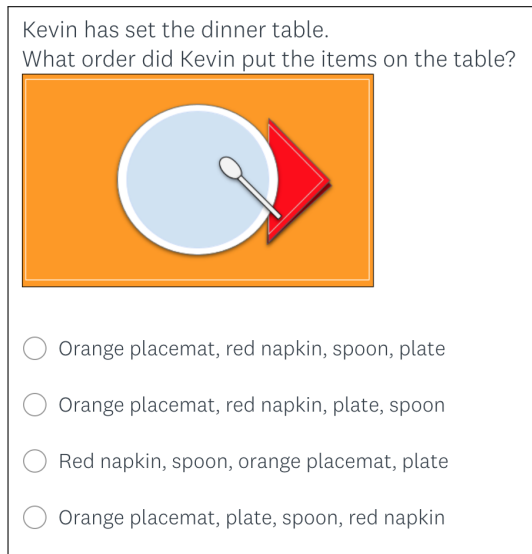 Kevin has set the dinner table.
What order did Kevin put the items on the table?
Orange placemat, red napkin, spoon, plate
Orange placemat, red napkin, plate, spoon
Red napkin, spoon, orange placemat, plate
Orange placemat, plate, spoon, red napkin